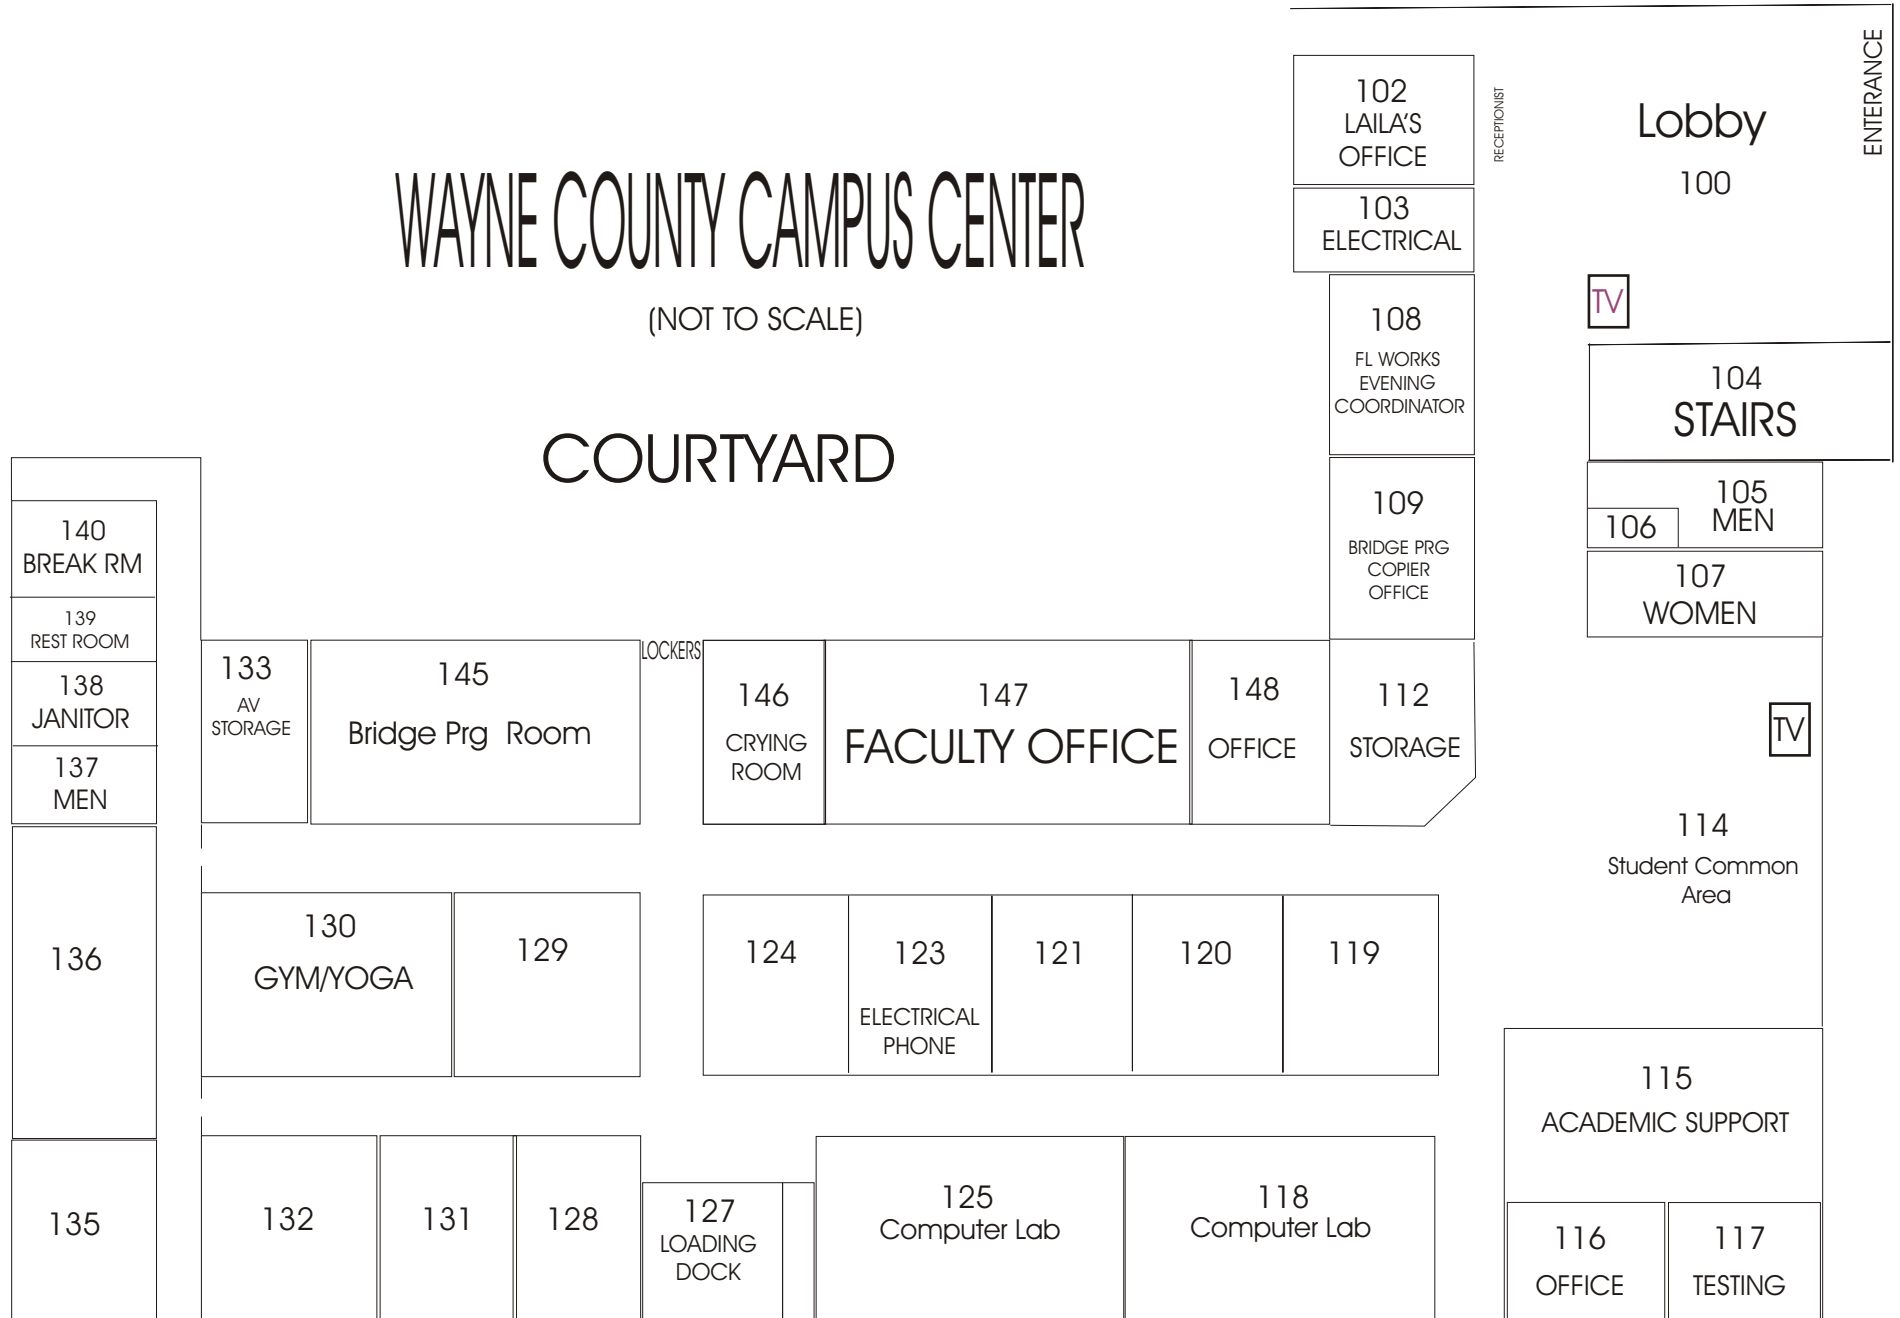 ENTERANCE
102
LAILA'S
OFFICE
RECEPTIONIST
Lobby
100
WAYNE COUNTY CAMPUS CENTER
(NOT TO SCALE)
103
ELECTRICAL
TV
108
FL WORKS
EVENING
COORDINATOR
104
STAIRS
COURTYARD
109
BRIDGE PRG
COPIER
OFFICE
105
MEN
106
107
WOMEN
140
BREAK RM
139
REST ROOM
138
JANITOR
137
MEN
133
AV
STORAGE
145
Bridge Prg Room
LOCKERS
146
CRYING
ROOM
147
FACULTY OFFICE
148
OFFICE
112
STORAGE
TV
114
Student Common
Area
136
130
GYM/YOGA
129
124
123
ELECTRICAL
PHONE
121
120
119
115
ACADEMIC SUPPORT
135
132
131
128
127
LOADING
DOCK
125
Computer Lab
118
Computer Lab
116
OFFICE
117
TESTING